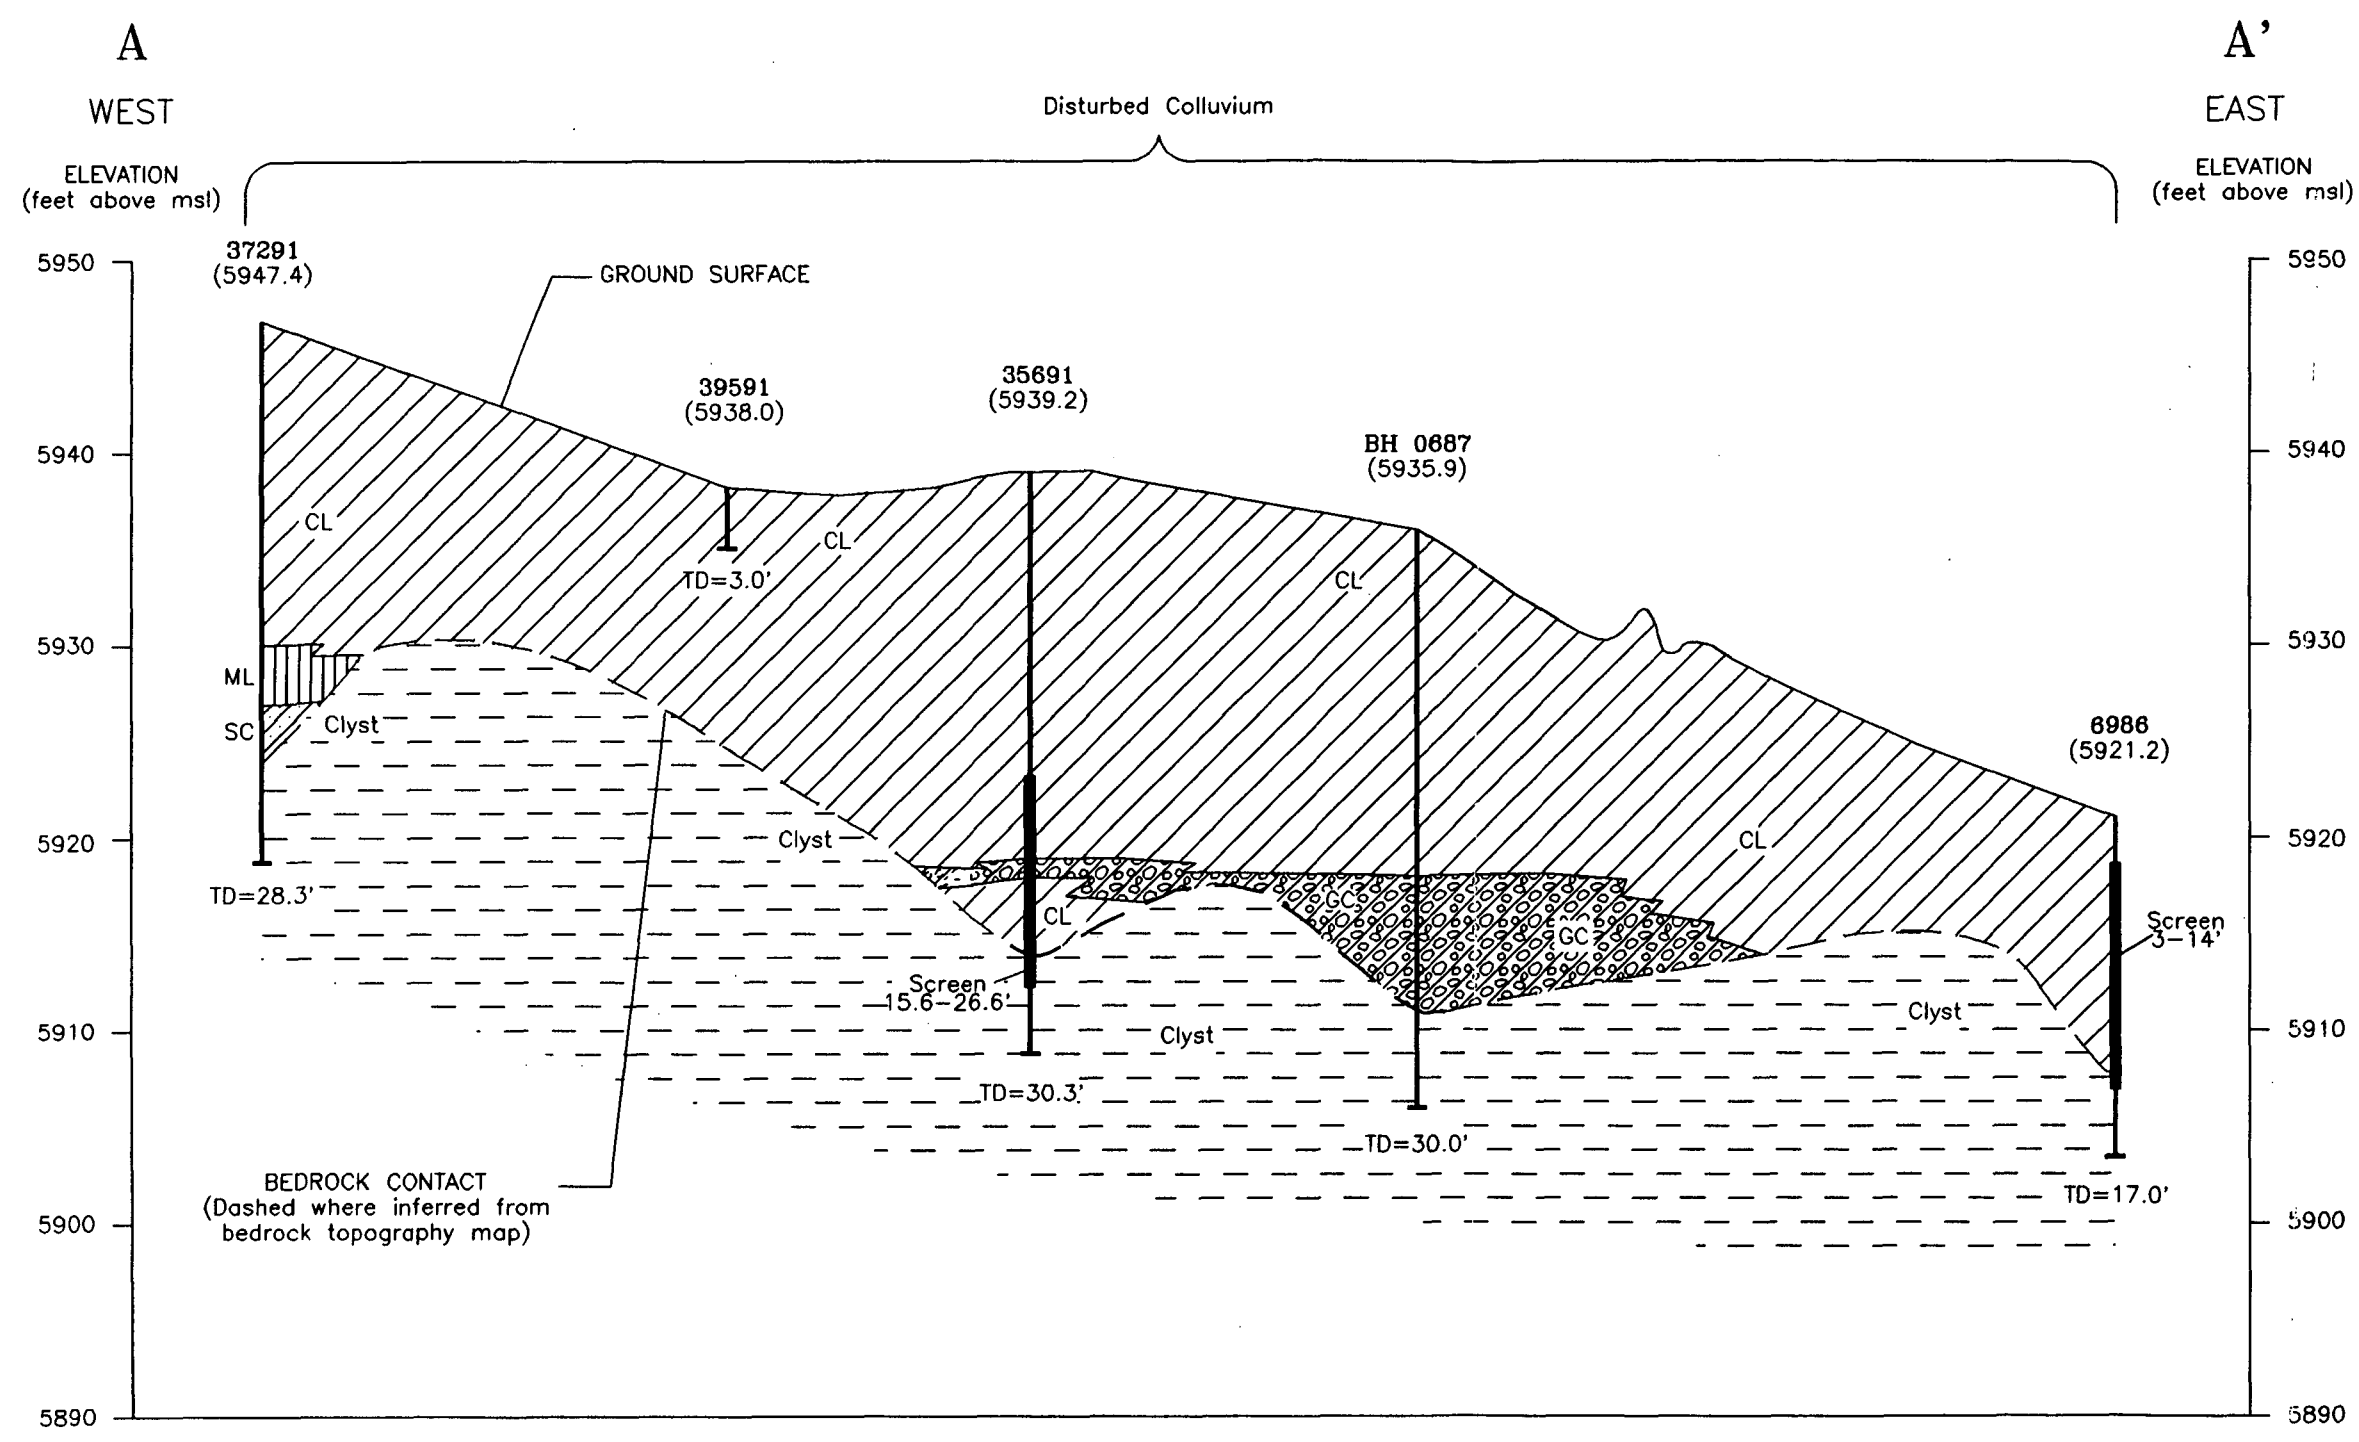 A
A'
WEST
EAST
Disturbed Colluvium
ELEVATION
(feet above msl)
ELEVATION
(feet above msl)
37291
(5947.4)
5950
5950
GROUND SURFACE
39591
(5938.0)
35691
(5939.2)
BH 0687
(5935.9)
5940
5940
CL
CL
TD=3.0'
CL
5930
5930
ML
SC
Clyst
6986
(5921.2)
5920
Clyst
CL
5920
TD=28.3'
GC
CL
GC
Screen
3-14'
Screen
15.6-26.6'
Clyst
5910
Clyst
5910
TD=30.3'
TD=30.0'
TD=17.0'
BEDROCK CONTACT
(Dashed where inferred from
bedrock topography map)
5900
5900
5890
5890